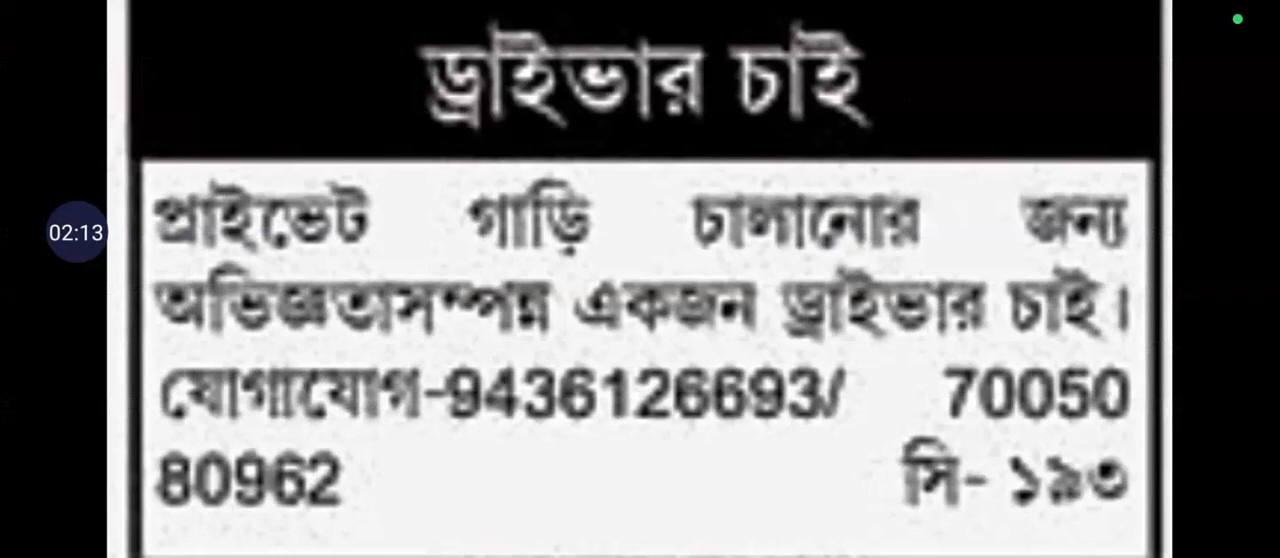 ড্রাইভার চাই
প্রাইভেট গাড়ি চালানোর জন্য
02:13
অভিজ্ঞতাসম্পন্ন একজন ড্রাইভার চাই।
যোগাযোগ-9436126693/ 70050
80962 সি- ১৯৩